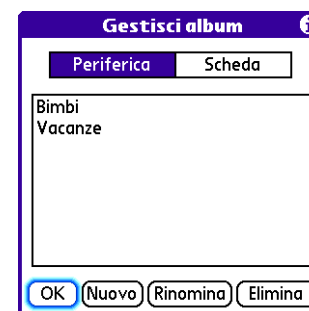 Gestisci album
Periferica Scheda
Bimbi
Vacanze
OK Nuovo Rinomina Elimina